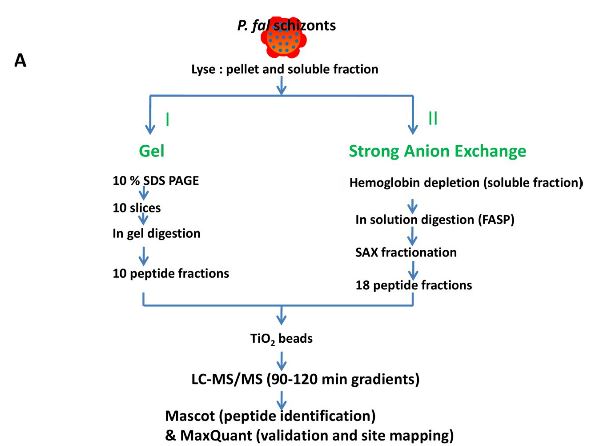 P. fal schizonts
A
Lyse : pellet and soluble fraction
I
II
Gel
Strong Anion Exchange
10 % SDS PAGE
Hemoglobin depletion (soluble fraction)
10 slices
In solution digestion (FASP)
In gel digestion
SAX fractionation
10 peptide fractions
18 peptide fractions
TiO₂ beads
LC-MS/MS (90-120 min gradients)
Mascot (peptide identification)
& MaxQuant (validation and site mapping)